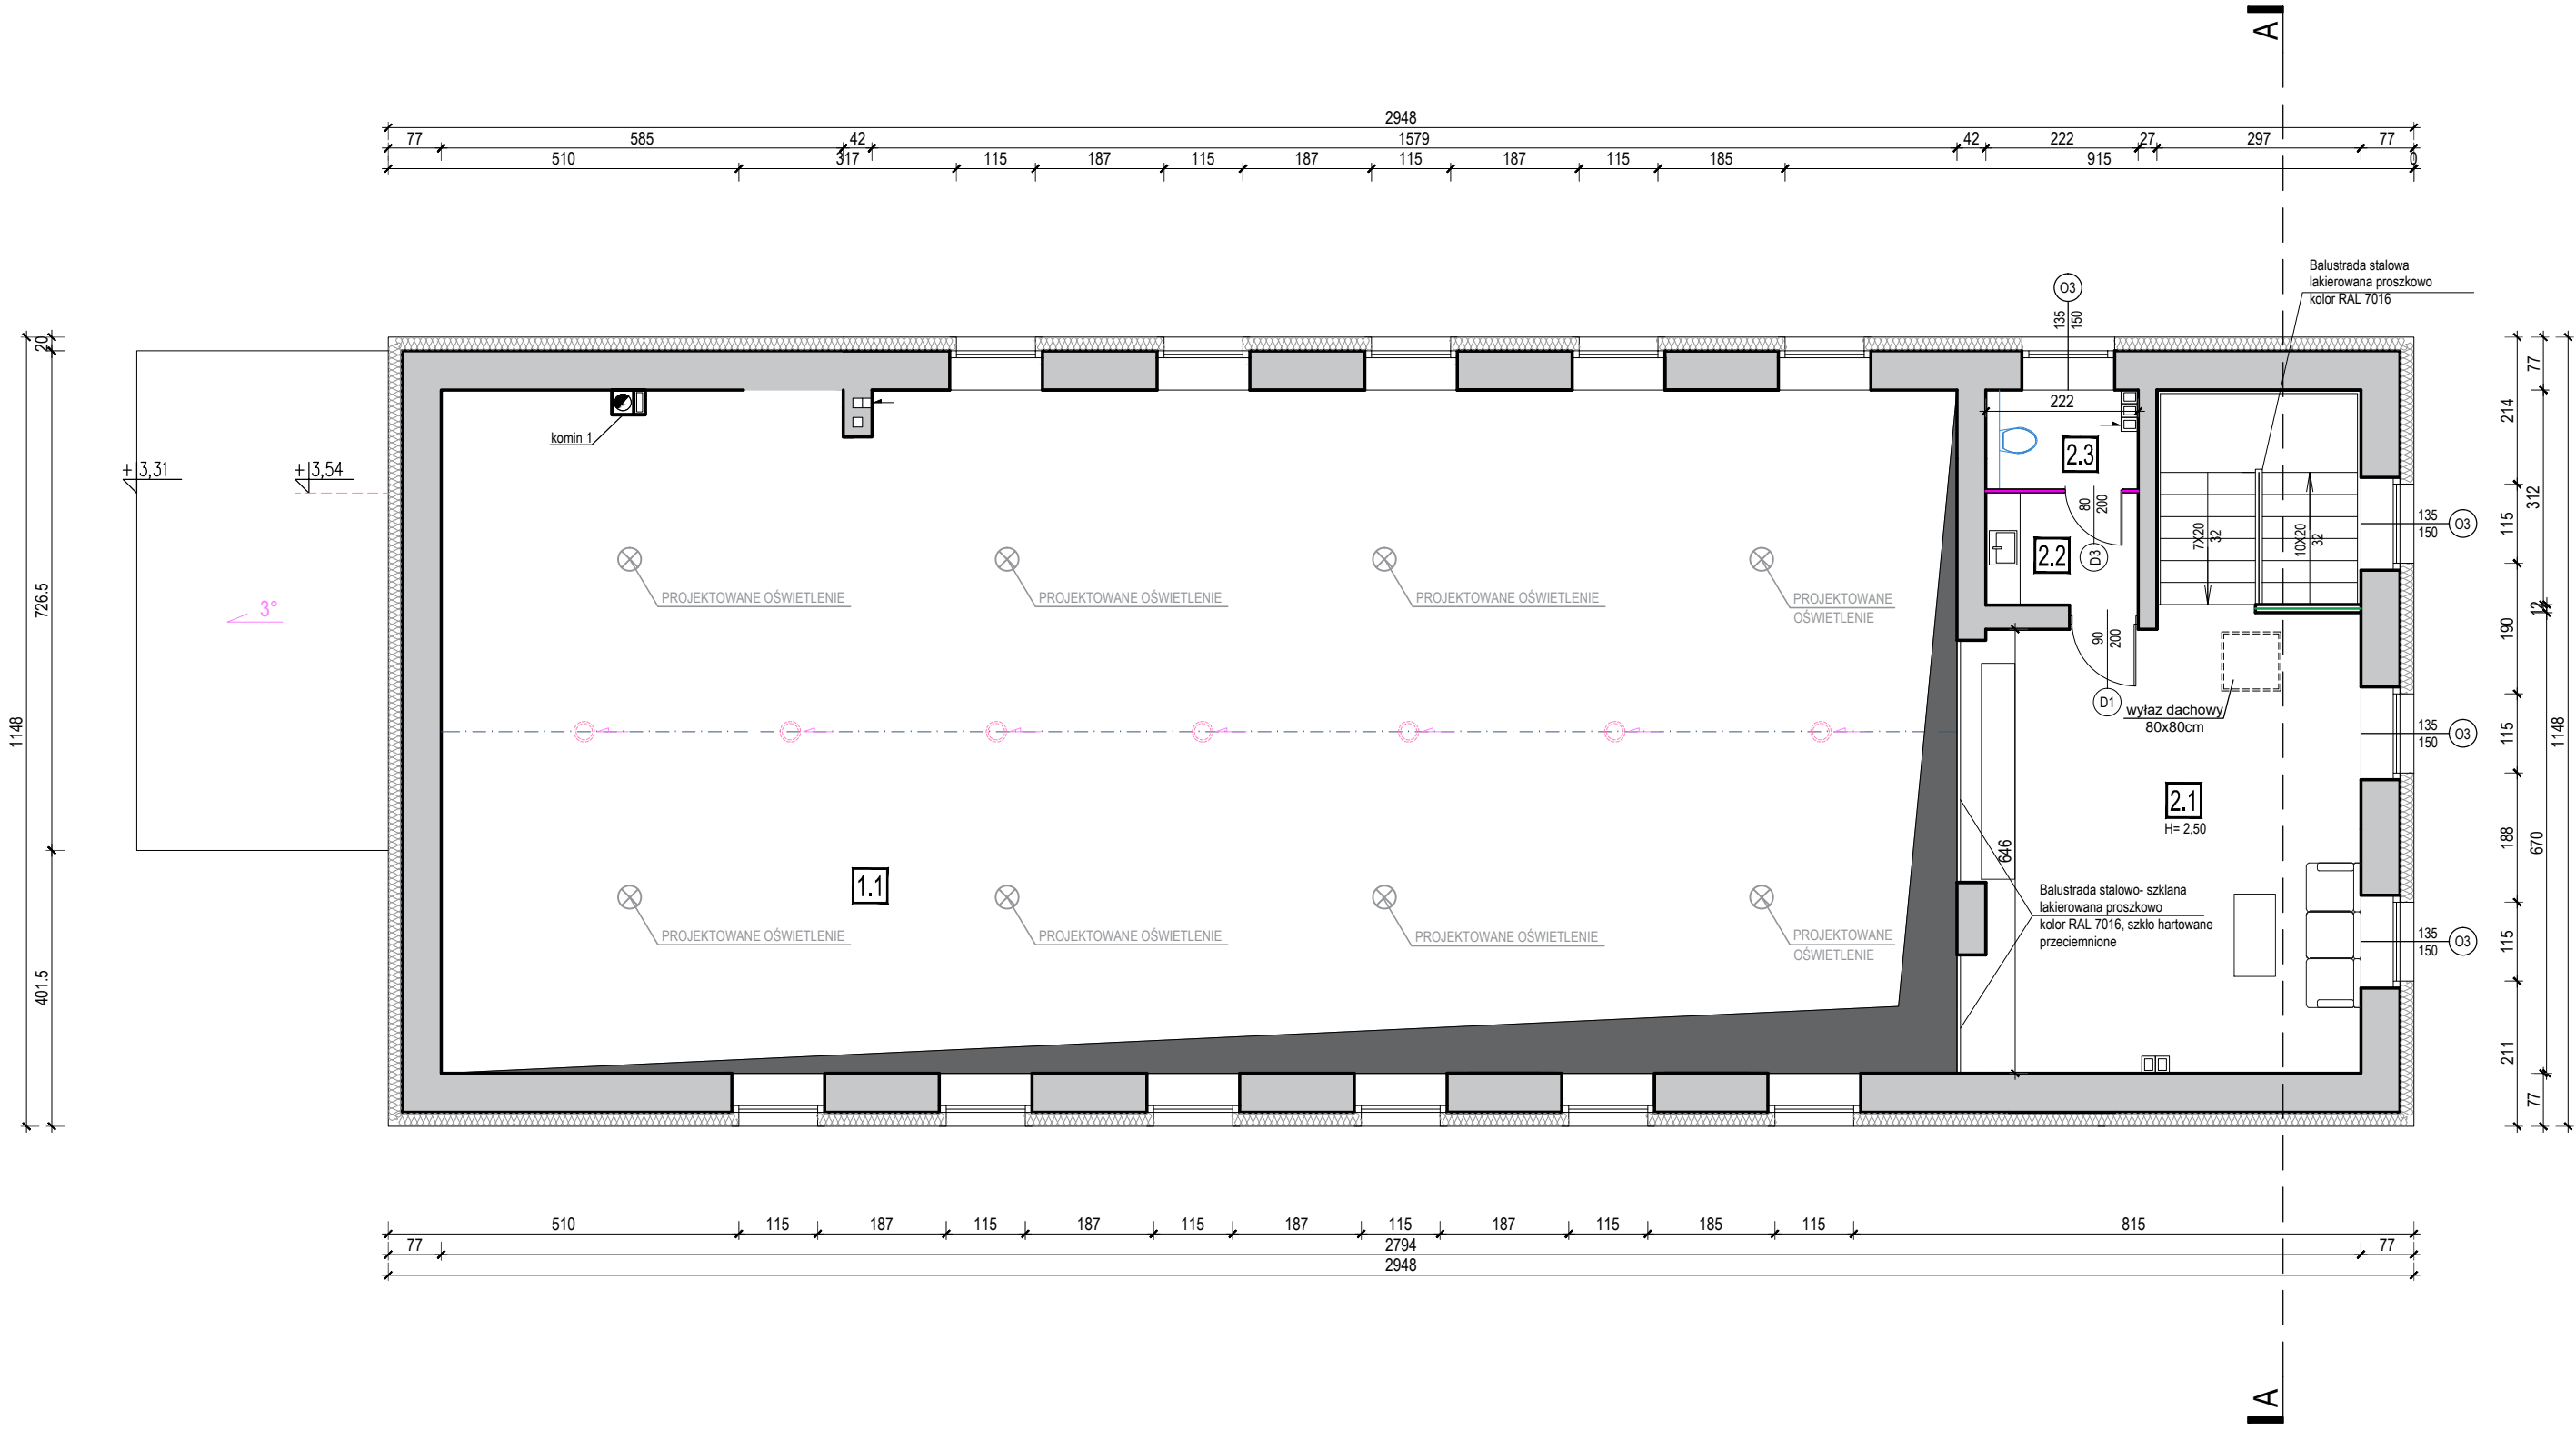 A
2948
77 585 42 1579 42 222 27 297 77
510 317 115 187 115 187 115 187 115 185 915 0
Balustrada stalowa
lakierowana proszkowo
kolor RAL 7016
O3
135
150
20
726.5
401.5
1148
+3,31
+3,54
3°
komin 1
222
2.3
2.2
80
200
D3
90
200
D1
7X20
32
10X20
32
wyłaz dachowy
80x80cm
2.1
H= 2,50
646
Balustrada stalowo- szklana
lakierowana proszkowo
kolor RAL 7016, szkło hartowane
przeciemnione
PROJEKTOWANE OŚWIETLENIE
PROJEKTOWANE OŚWIETLENIE
PROJEKTOWANE OŚWIETLENIE
PROJEKTOWANE
OŚWIETLENIE
1.1
PROJEKTOWANE OŚWIETLENIE
PROJEKTOWANE OŚWIETLENIE
PROJEKTOWANE OŚWIETLENIE
PROJEKTOWANE
OŚWIETLENIE
135
150
O3
135
150
O3
135
150
O3
214
115
190
115
188
115
211
77
312
12
670
77
1148
510 115 187 115 187 115 187 115 187 115 185 115 815
77 2794 77
2948
A